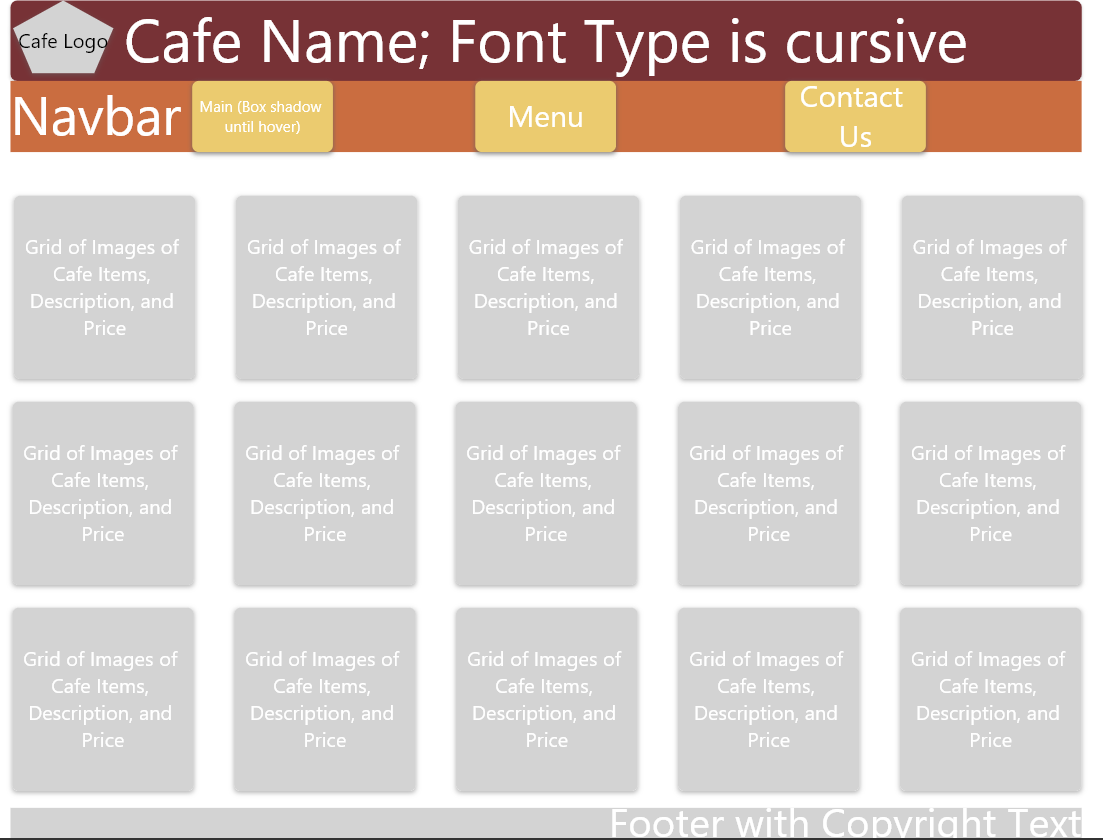 Cafe Logo
Cafe Name; Font Type is cursive
Navbar
Main (Box shadow
until hover)
Menu
Contact
Us
Grid of Images of
Cafe Items,
Description, and
Price
Grid of Images of
Cafe Items,
Description, and
Price
Grid of Images of
Cafe Items,
Description, and
Price
Grid of Images of
Cafe Items,
Description, and
Price
Grid of Images of
Cafe Items,
Description, and
Price
Grid of Images of
Cafe Items,
Description, and
Price
Grid of Images of
Cafe Items,
Description, and
Price
Grid of Images of
Cafe Items,
Description, and
Price
Grid of Images of
Cafe Items,
Description, and
Price
Grid of Images of
Cafe Items,
Description, and
Price
Grid of Images of
Cafe Items,
Description, and
Price
Grid of Images of
Cafe Items,
Description, and
Price
Grid of Images of
Cafe Items,
Description, and
Price
Grid of Images of
Cafe Items,
Description, and
Price
Grid of Images of
Cafe Items,
Description, and
Price
Footer with Copyright Text